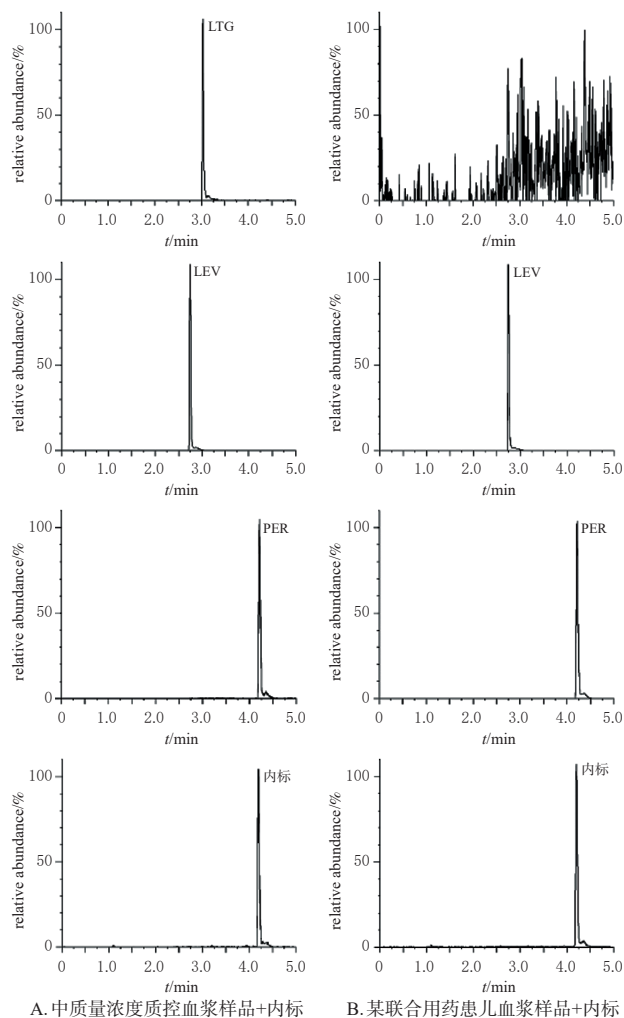 100 LTG
50
0
relative abundance/%
0 1.0 2.0 3.0 4.0 5.0
t/min
100
50
0
relative abundance/%
0 1.0 2.0 3.0 4.0 5.0
t/min
100 LEV
50
0
relative abundance/%
0 1.0 2.0 3.0 4.0 5.0
t/min
100 LEV
50
0
relative abundance/%
0 1.0 2.0 3.0 4.0 5.0
t/min
100 PER
50
0
relative abundance/%
0 1.0 2.0 3.0 4.0 5.0
t/min
100 PER
50
0
relative abundance/%
0 1.0 2.0 3.0 4.0 5.0
t/min
100 内标
50
0
relative abundance/%
0 1.0 2.0 3.0 4.0 5.0
t/min
100 内标
50
0
relative abundance/%
0 1.0 2.0 3.0 4.0 5.0
t/min
A.中质量浓度质控血浆样品+内标
B.某联合用药患儿血浆样品+内标